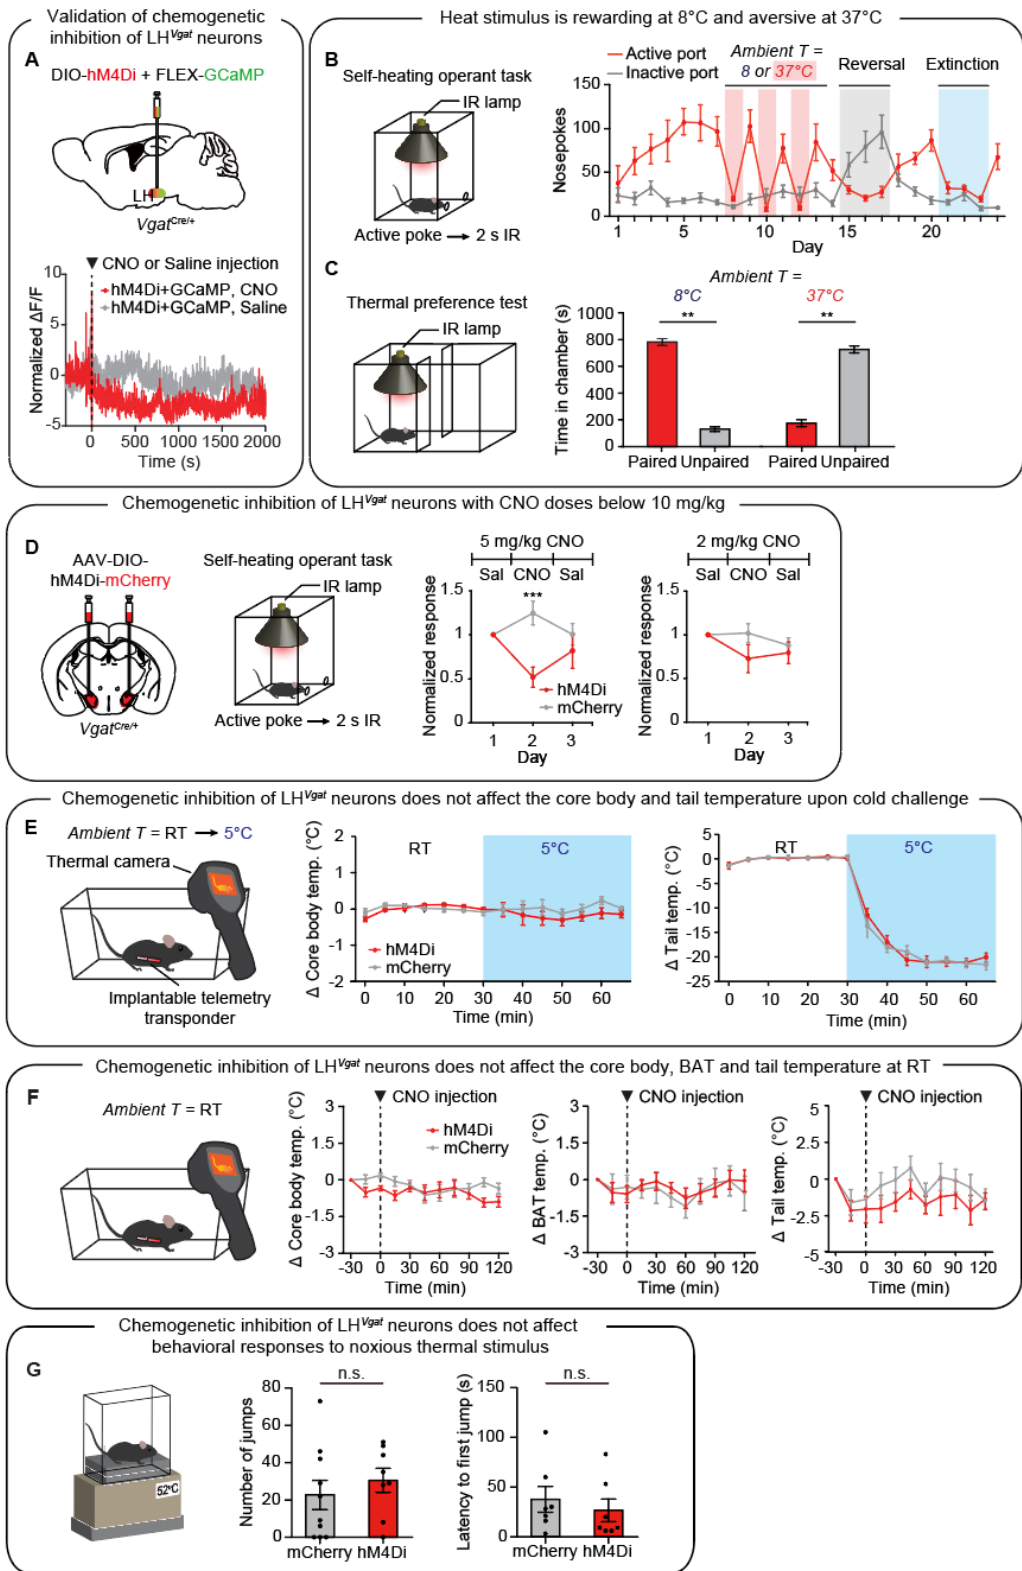 Validation of chemogenetic
inhibition of LHVgat neurons
A
DIO-hM4Di + FLEX-GCaMP
LH
VgatCre/+
▼ CNO or Saline injection
hM4Di+GCaMP, CNO
hM4Di+GCaMP, Saline
Normalized ΔF/F
10
5
0
-5
0 500 1000 1500 2000
Time (s)
Heat stimulus is rewarding at 8°C and aversive at 37°C
B
Self-heating operant task
IR lamp
Active poke → 2 s IR
Active port
Inactive port
Ambient T =
8 or 37°C
Reversal
Extinction
Nosepokes
150
100
50
0
1 5 10 15 20
Day
C
Thermal preference test
IR lamp
Ambient T =
8°C
37°C
** **
Time in chamber (s)
1000
800
600
400
200
0
Paired Unpaired Paired Unpaired
Chemogenetic inhibition of LHVgat neurons with CNO doses below 10 mg/kg
D
AAV-DIO-
hM4Di-mCherry
VgatCre/+
Self-heating operant task
IR lamp
Active poke → 2 s IR
5 mg/kg CNO
Sal CNO Sal
***
Normalized response
1.5
1
0.5
0
hM4Di
mCherry
1 2 3
Day
2 mg/kg CNO
Sal CNO Sal
Normalized response
1.5
1
0.5
0
1 2 3
Day
Chemogenetic inhibition of LHVgat neurons does not affect the core body and tail temperature upon cold challenge
E
Ambient T = RT → 5°C
Thermal camera
Implantable telemetry
transponder
Δ Core body temp. (°C)
2
1
0
-1
-2
RT
5°C
hM4Di
mCherry
0 10 20 30 40 50 60
Time (min)
Δ Tail temp. (°C)
5
0
-5
-10
-15
-20
-25
RT
5°C
0 10 20 30 40 50 60
Time (min)
Chemogenetic inhibition of LHVgat neurons does not affect the core body, BAT and tail temperature at RT
F
Ambient T = RT
▼ CNO injection
hM4Di
mCherry
Δ Core body temp. (°C)
3
1.5
0
-1.5
-3
-30 0 30 60 90 120
Time (min)
▼ CNO injection
Δ BAT temp. (°C)
3
1.5
0
-1.5
-3
-30 0 30 60 90 120
Time (min)
▼ CNO injection
Δ Tail temp. (°C)
5
2.5
0
-2.5
-5
-30 0 30 60 90 120
Time (min)
Chemogenetic inhibition of LHVgat neurons does not affect
behavioral responses to noxious thermal stimulus
G
52°C
n.s.
Number of jumps
80
60
40
20
0
mCherry hM4Di
n.s.
Latency to first jump (s)
150
100
50
0
mCherry hM4Di